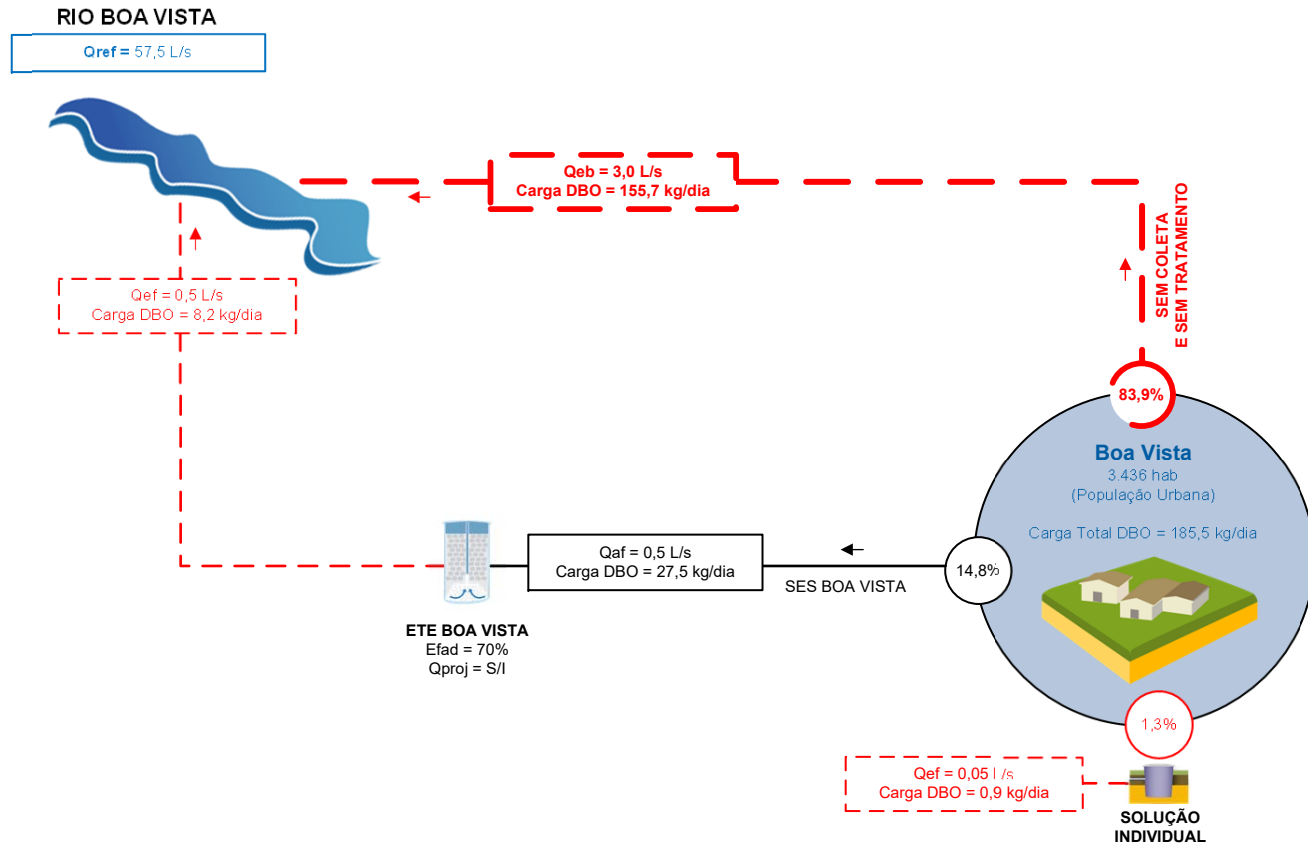 RIO BOA VISTA
Qref = 57,5 L/s
Qeb = 3,0 L/s
Carga DBO = 155,7 kg/dia
SEM COLETA
E SEM TRATAMENTO
Qef = 0,5 L/s
Carga DBO = 8,2 kg/dia
83,9%
Boa Vista
3.436 hab
(População Urbana)
Carga Total DBO = 185,5 kg/dia
14,8%
Qaf = 0,5 L/s
Carga DBO = 27,5 kg/dia
SES BOA VISTA
ETE BOA VISTA
Efad = 70%
Qproj = S/I
1,3%
Qef = 0,05 L/s
Carga DBO = 0,9 kg/dia
SOLUÇÃO
INDIVIDUAL